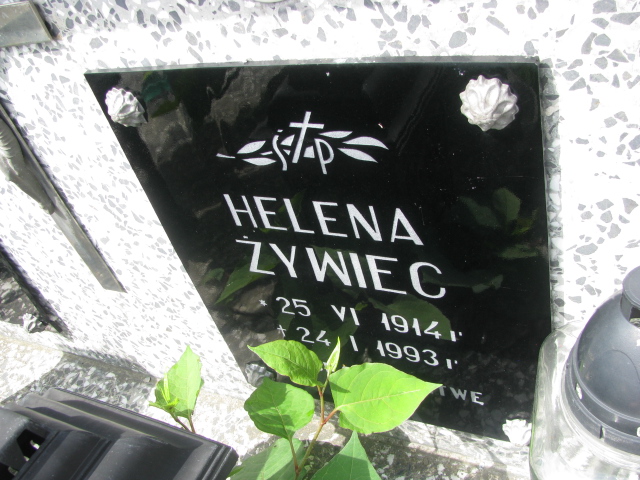 Ś†P
HELENA
ŻYWIEC
* 25 VI 1914 r
+ 24 I 1993 r